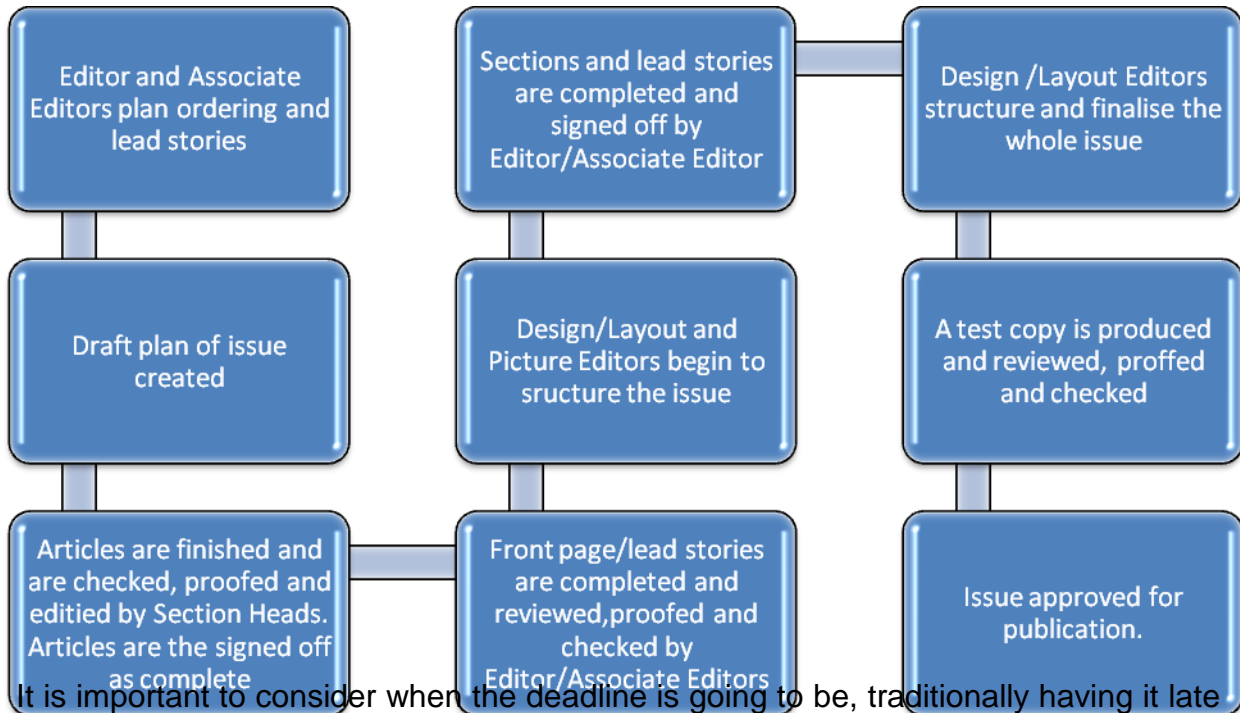 Editor and Associate
Editors plan ordering and
lead stories
Draft plan of issue
created
Articles are finished and
are checked, proofed and
editied by Section Heads.
Articles are the signed off
as complete
Front page/lead stories
are completed and
reviewed,proofed and
checked by
Editor/Associate Editors
Design/Layout and
Picture Editors begin to
sructure the issue
Sections and lead stories
are completed and
signed off by
Editor/Associate Editor
Design /Layout Editors
structure and finalise the
whole issue
A test copy is produced
and reviewed, proffed
and checked
Issue approved for
publication.
It is important to consider when the deadline is going to be, traditionally having it late